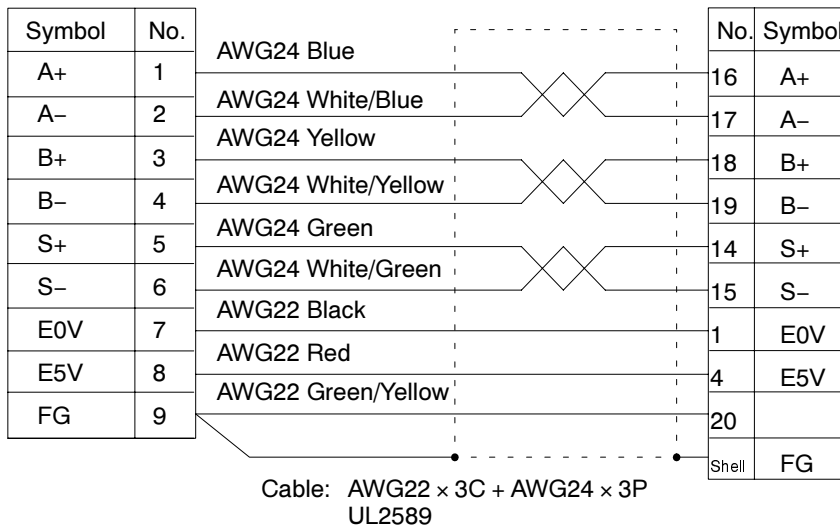 Symbol No. No. Symbol
AWG24 Blue
A+ 1 16 A+
AWG24 White/Blue
A− 2 17 A−
AWG24 Yellow
B+ 3 18 B+
AWG24 White/Yellow
B− 4 19 B−
AWG24 Green
S+ 5 14 S+
AWG24 White/Green
S− 6 15 S−
AWG22 Black
E0V 7 1 E0V
AWG22 Red
E5V 8 4 E5V
AWG22 Green/Yellow
FG 9 20
Shell FG
Cable: AWG22 × 3C + AWG24 × 3P
UL2589